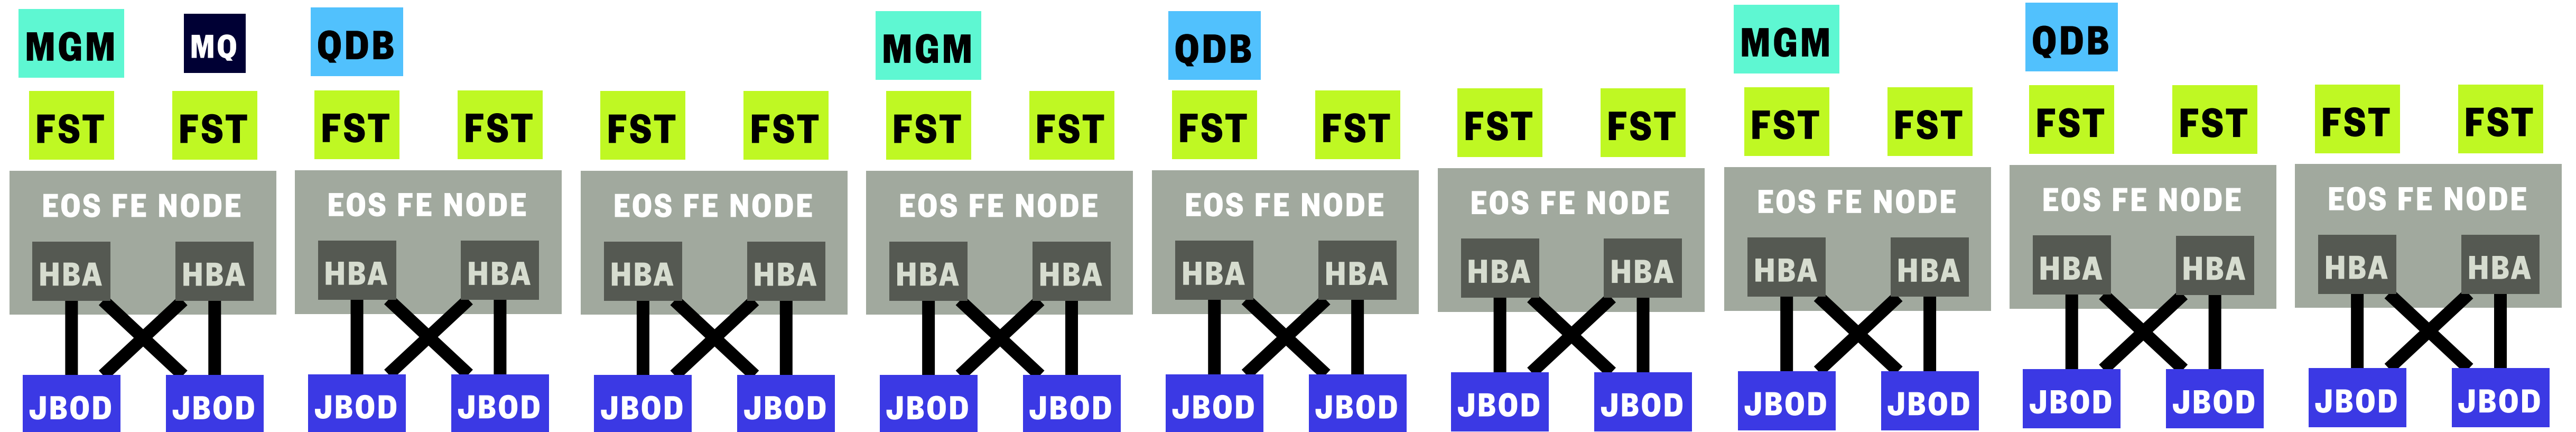 MGM MQ QDB MGM QDB MGM QDB
FST FST FST FST FST FST FST FST FST FST FST FST FST FST FST FST FST FST
EOS FE NODE EOS FE NODE EOS FE NODE EOS FE NODE EOS FE NODE EOS FE NODE EOS FE NODE EOS FE NODE EOS FE NODE
HBA HBA HBA HBA HBA HBA HBA HBA HBA HBA HBA HBA HBA HBA HBA HBA HBA HBA
JBOD JBOD JBOD JBOD JBOD JBOD JBOD JBOD JBOD JBOD JBOD JBOD JBOD JBOD JBOD JBOD JBOD JBOD